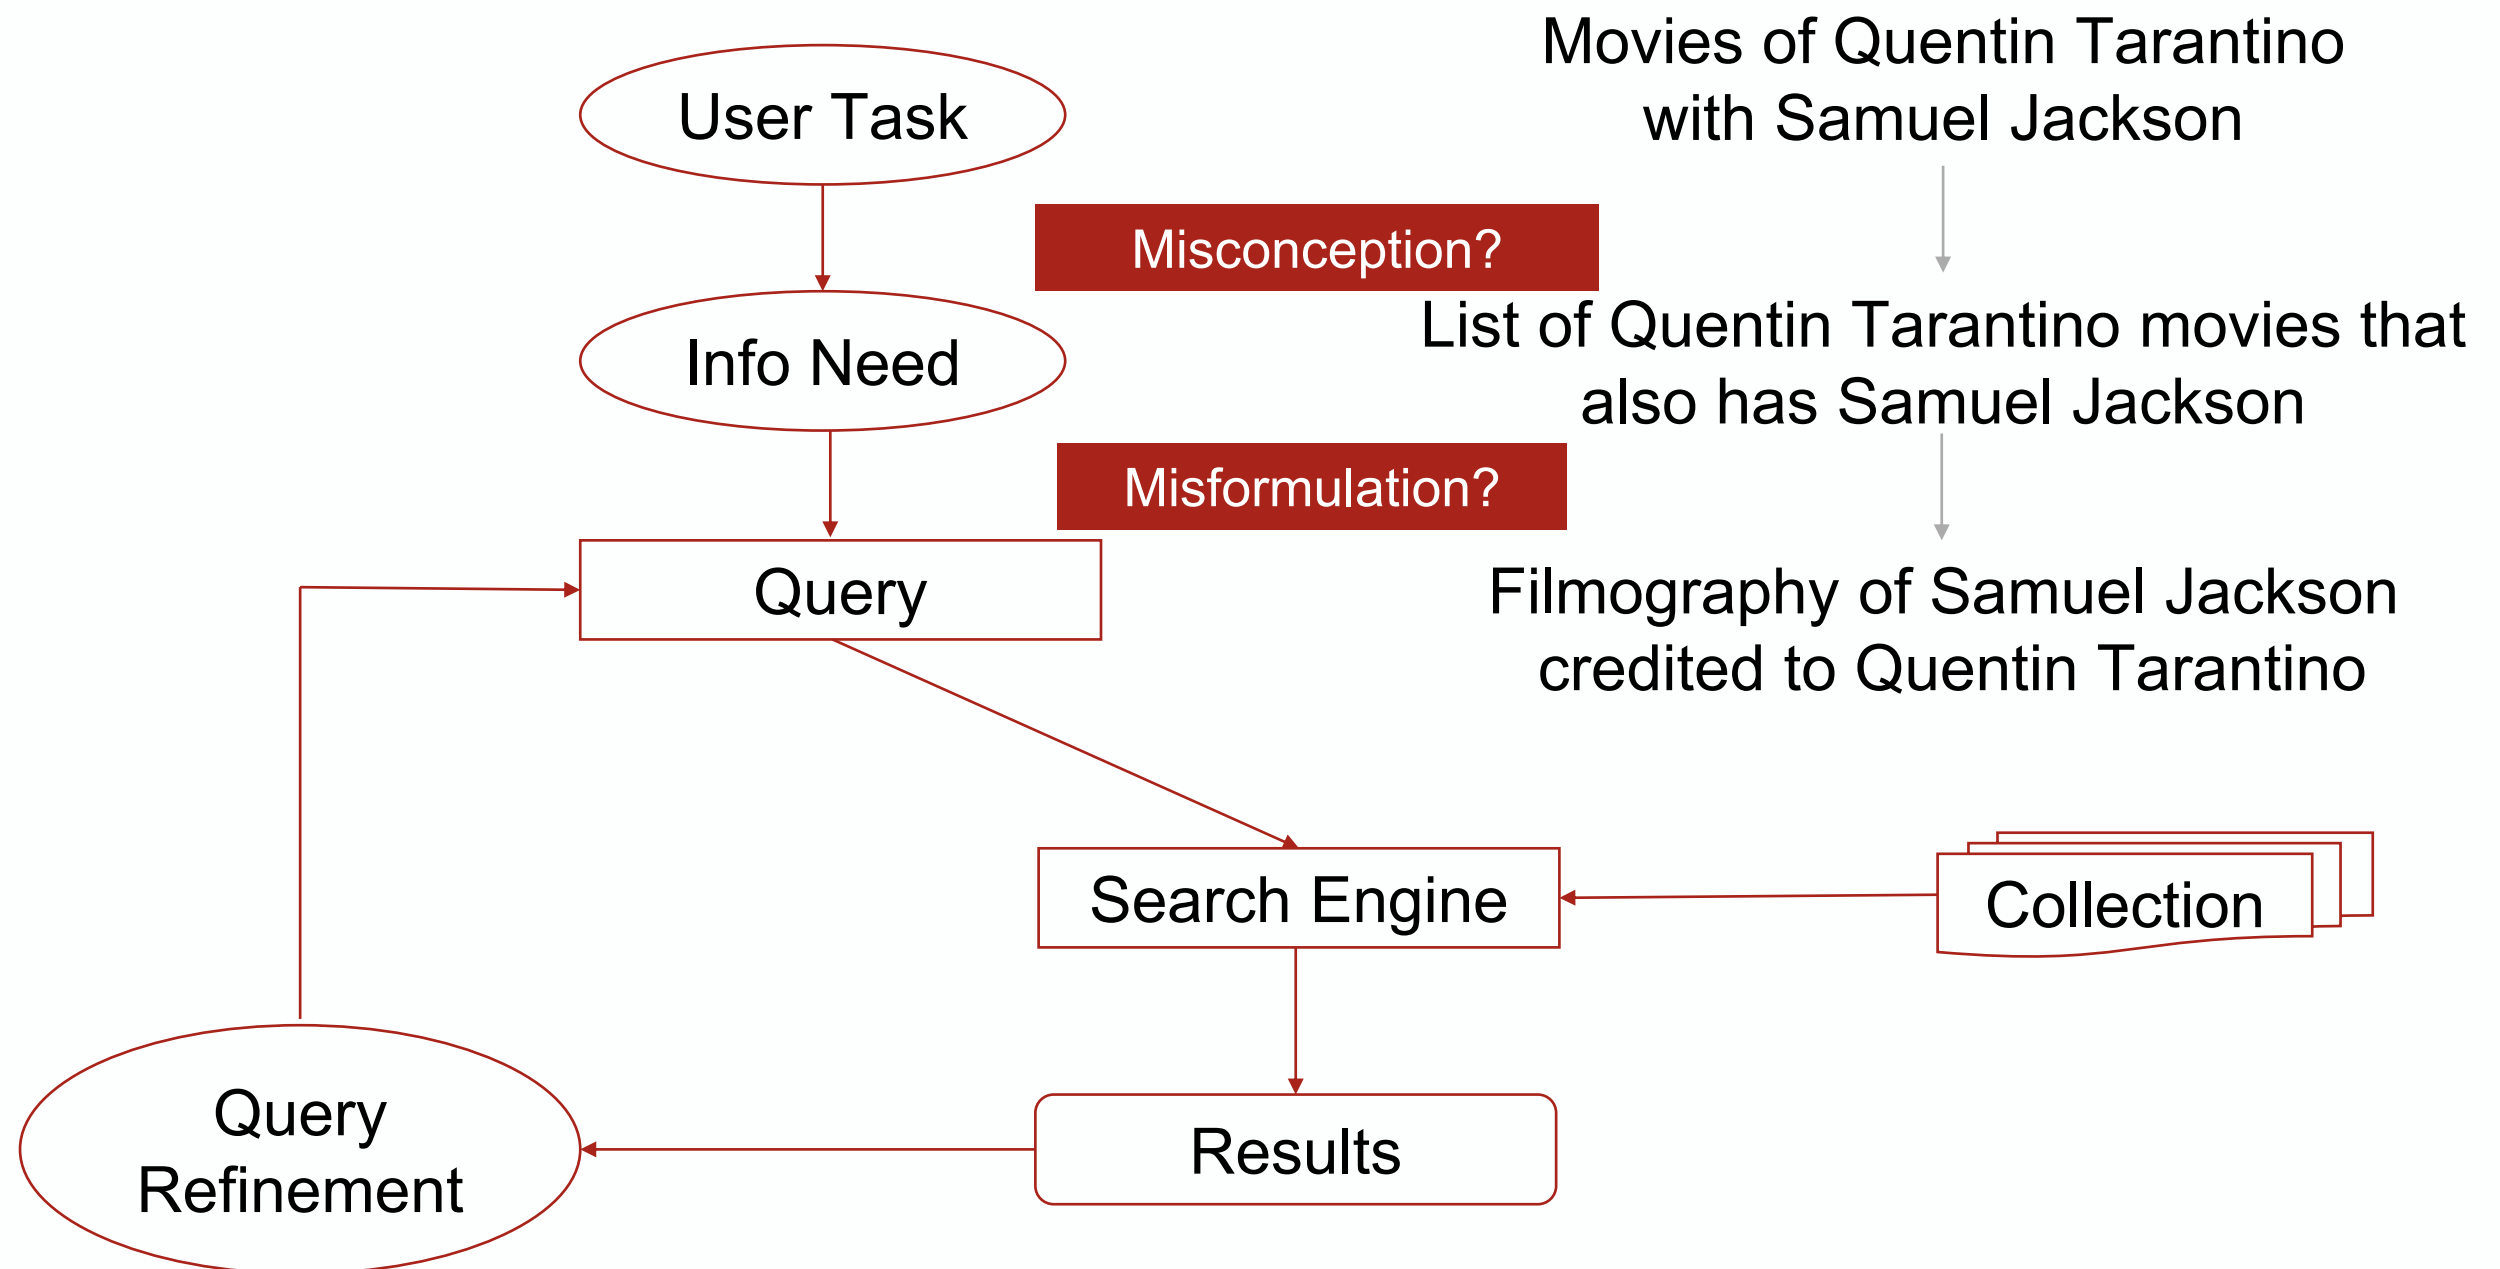 User Task
Movies of Quentin Tarantino
with Samuel Jackson
Misconception?
Info Need
List of Quentin Tarantino movies that
also has Samuel Jackson
Misformulation?
Query
Filmography of Samuel Jackson
credited to Quentin Tarantino
Search Engine
Collection
Query
Refinement
Results